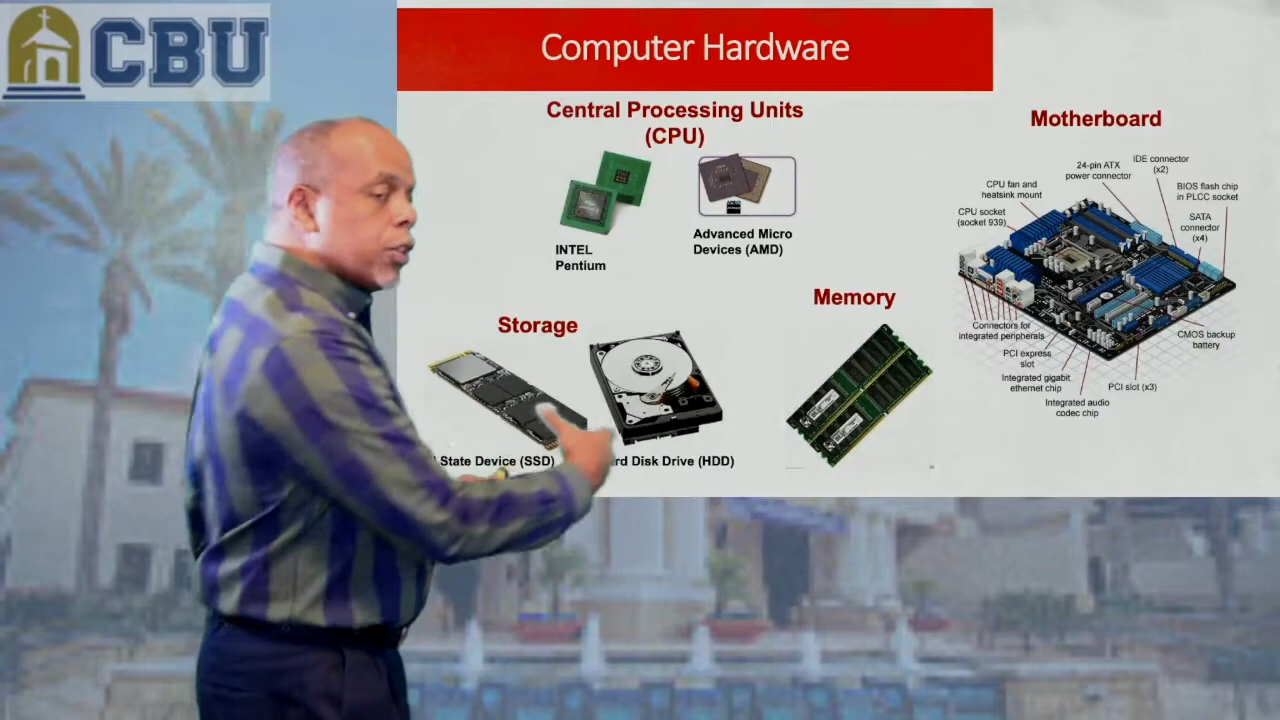 CBU
Computer Hardware
Central Processing Units
(CPU)
INTEL
Pentium
Advanced Micro
Devices (AMD)
Storage
State Device (SSD)
rd Disk Drive (HDD)
Memory
Motherboard
24-pin ATX
power connector
IDE connector
(x2)
CPU fan and
heatsink mount
BIOS flash chip
in PLCC socket
CPU socket
(socket 939)
SATA
connector
(x4)
Connectors for
integrated peripherals
PCI express
slot
Integrated gigabit
ethernet chip
Integrated audio
codec chip
PCI slot (x3)
CMOS backup
battery